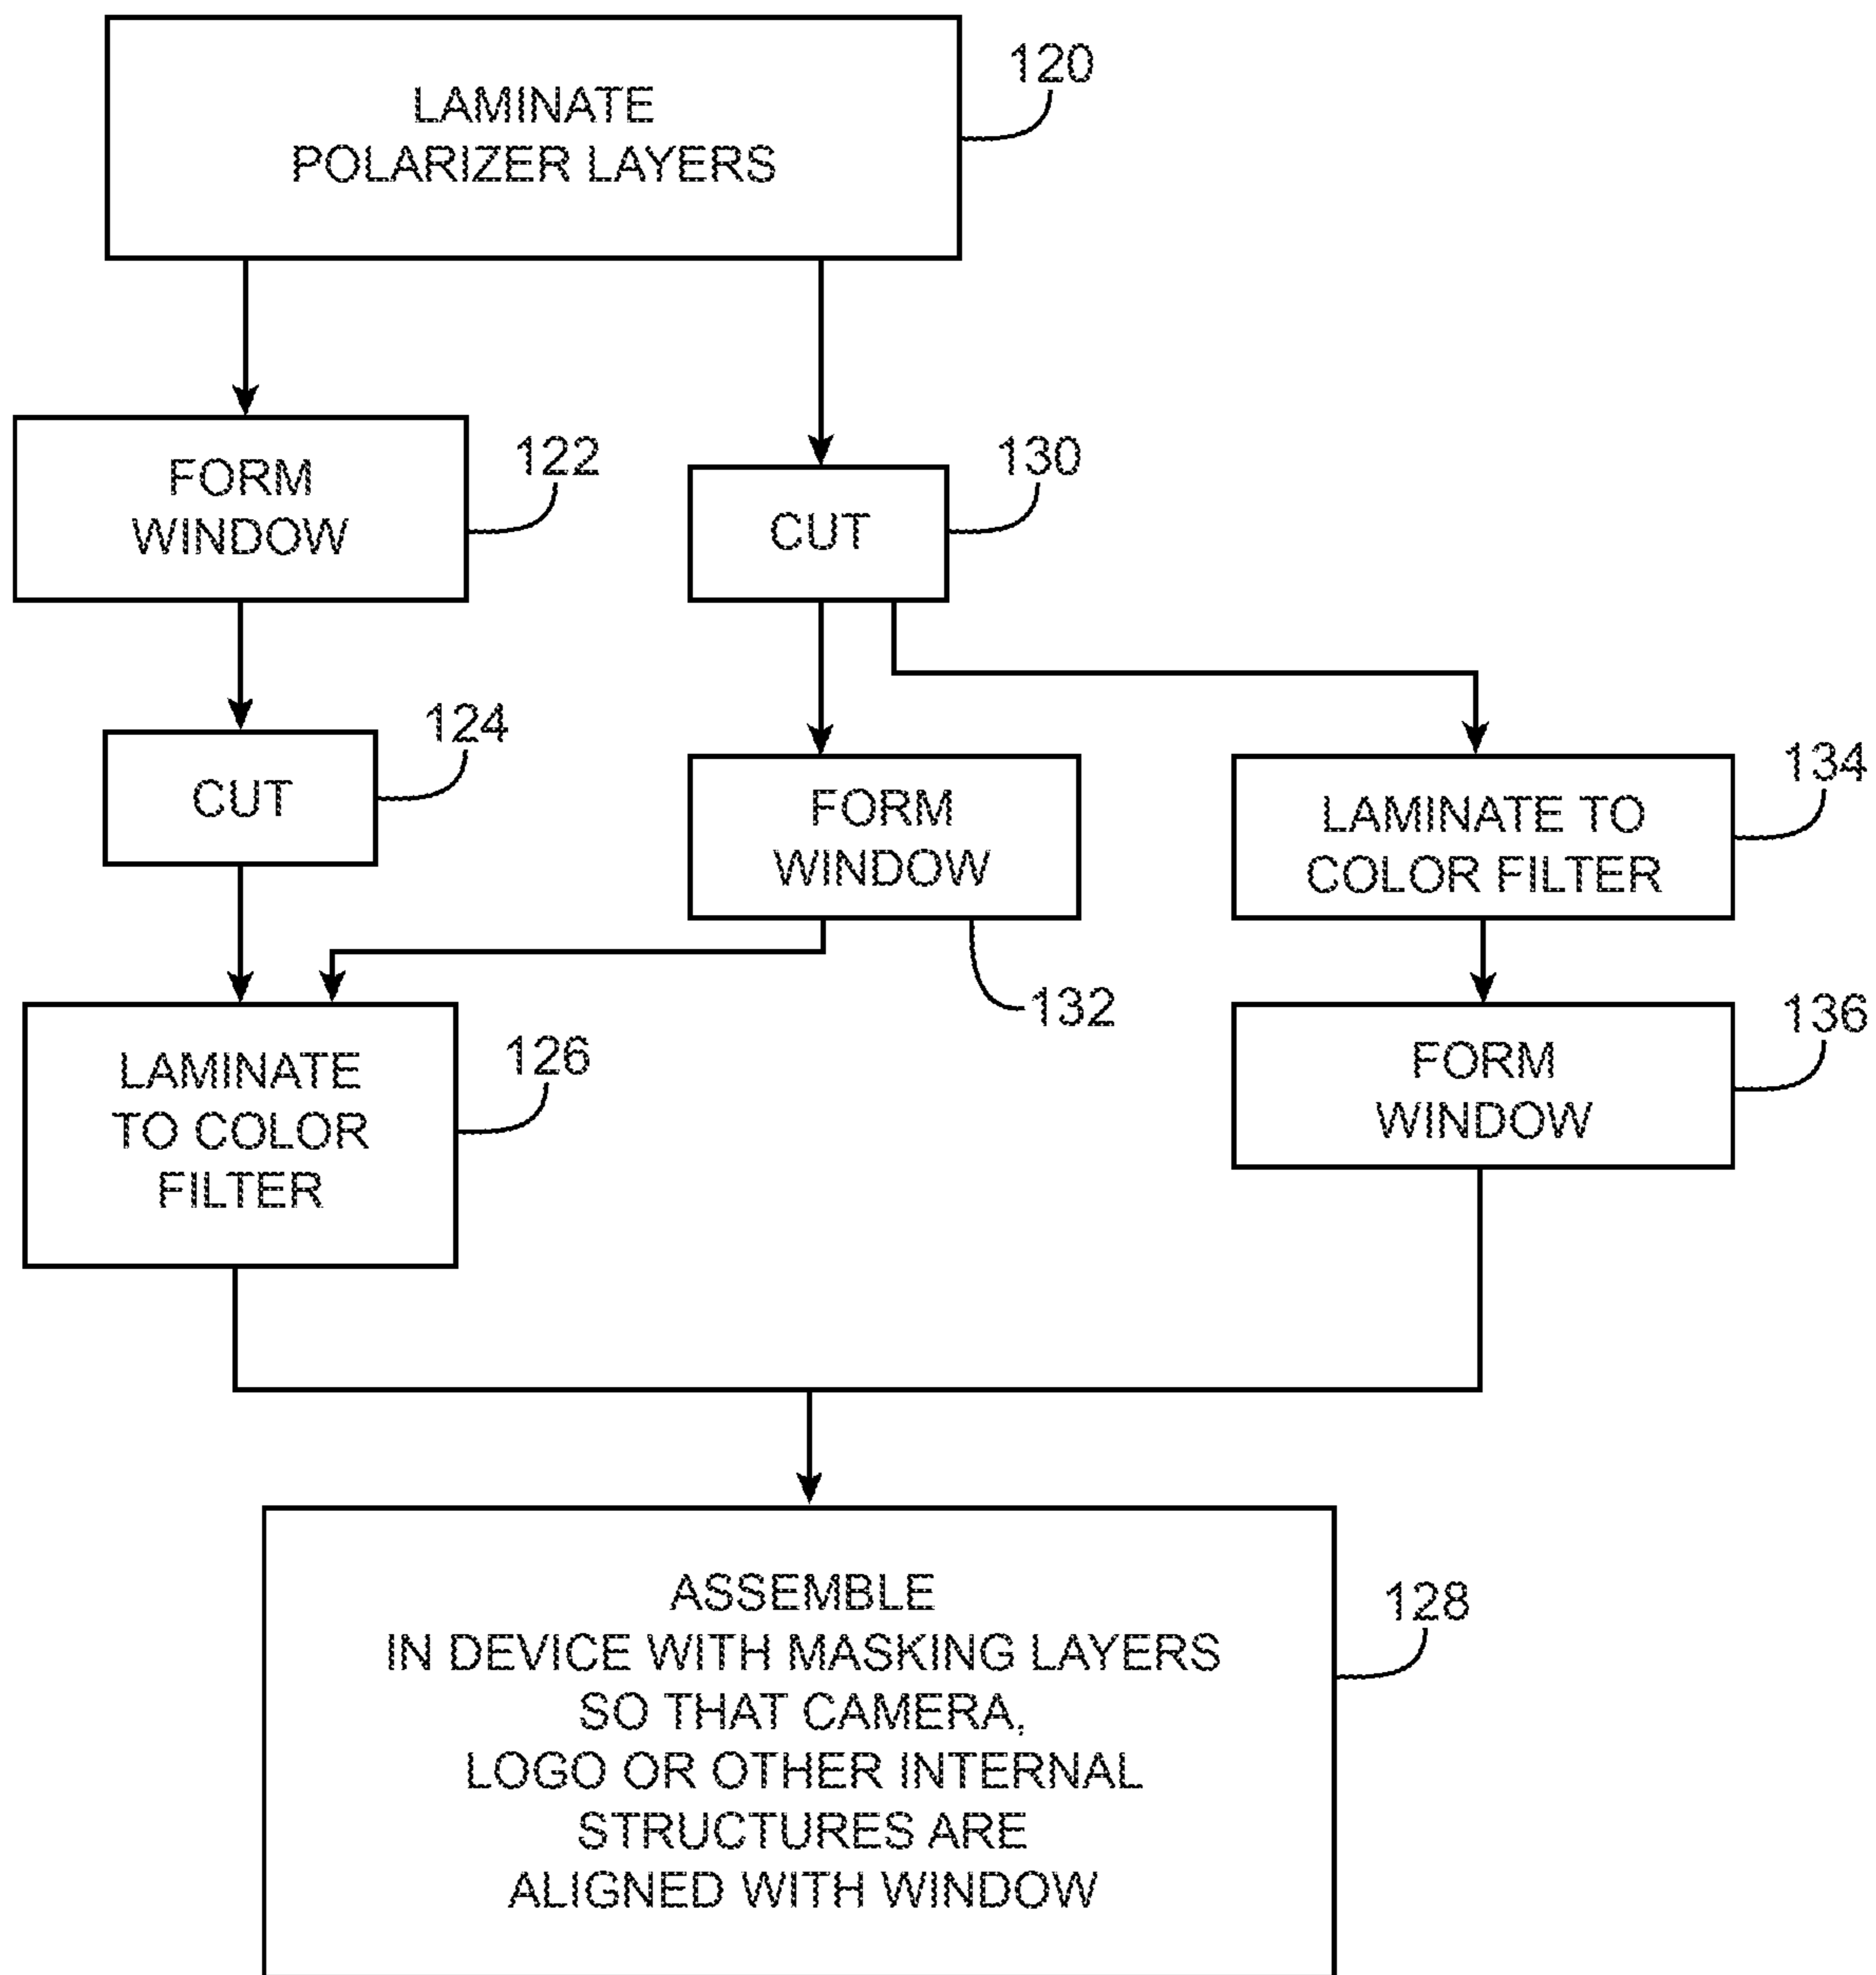 LAMINATE
POLARIZER LAYERS
120
FORM
WINDOW
122
CUT
130
CUT
124
FORM
WINDOW
132
LAMINATE TO
COLOR FILTER
134
LAMINATE
TO COLOR
FILTER
126
FORM
WINDOW
136
ASSEMBLE
IN DEVICE WITH MASKING LAYERS
SO THAT CAMERA,
LOGO OR OTHER INTERNAL
STRUCTURES ARE
ALIGNED WITH WINDOW
128